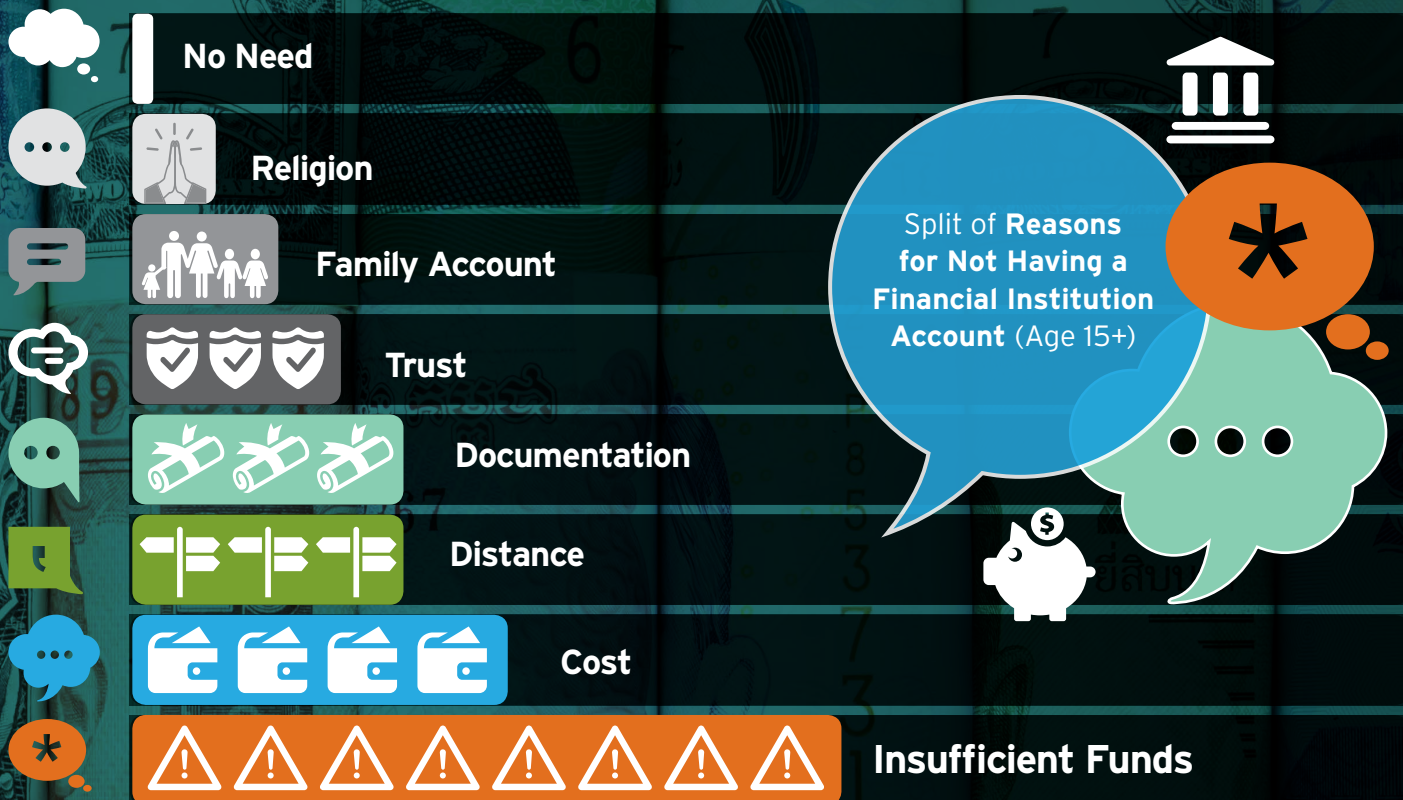 No Need
Religion
Family Account
Trust
Documentation
Distance
Cost
Insufficient Funds
Split of Reasons
for Not Having a
Financial Institution
Account (Age 15+)
$